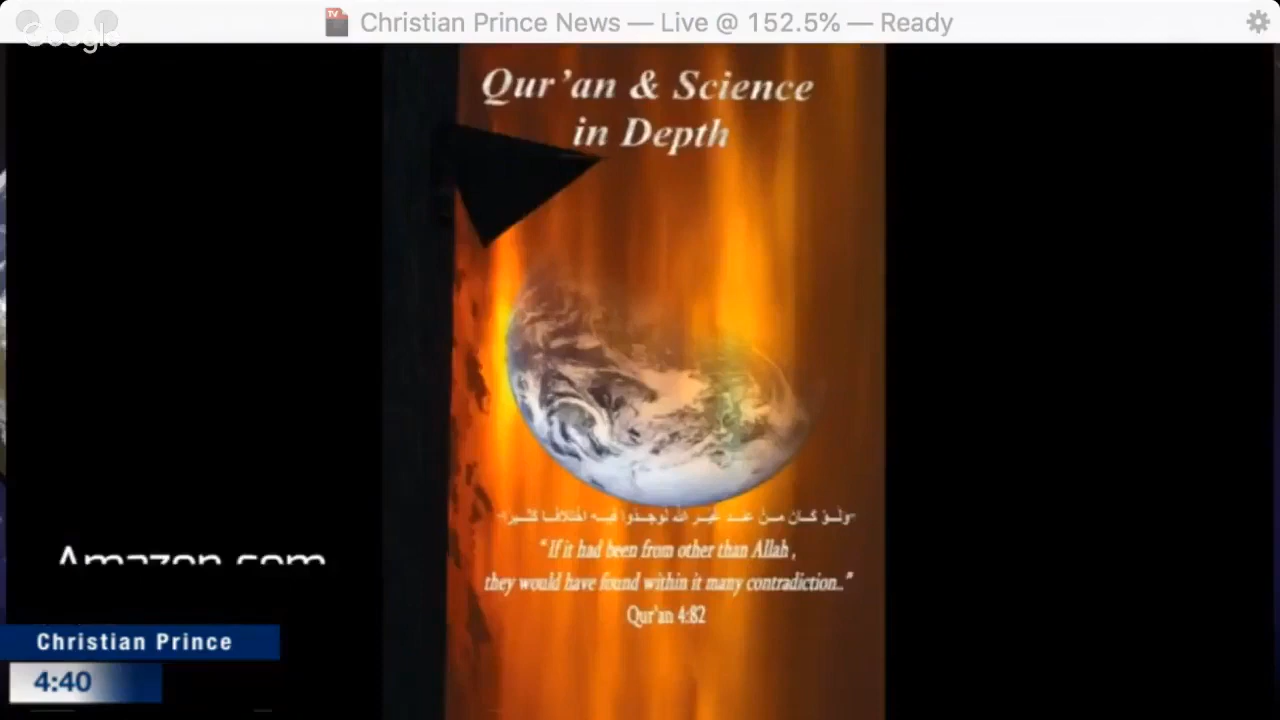 Christian Prince News — Live @ 152.5% — Ready
Google
Qur'an & Science
in Depth
ولو كان من عند غير الله لوجدوا فيه اختلافا كثيرا
"If it had been from other than Allah ,
they would have found within it many contradiction.."
Qur'an 4:82
Amazon.com
Christian Prince
4:40